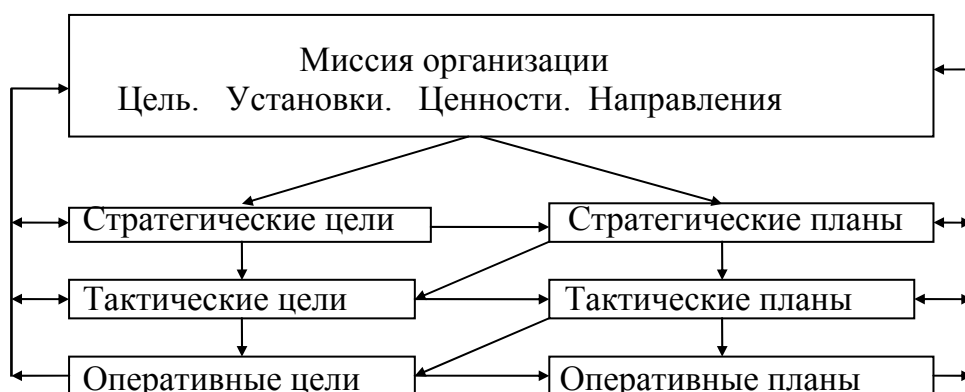 Миссия организации
Цель. Установки. Ценности. Направления
Стратегические цели
Стратегические планы
Тактические цели
Тактические планы
Оперативные цели
Оперативные планы